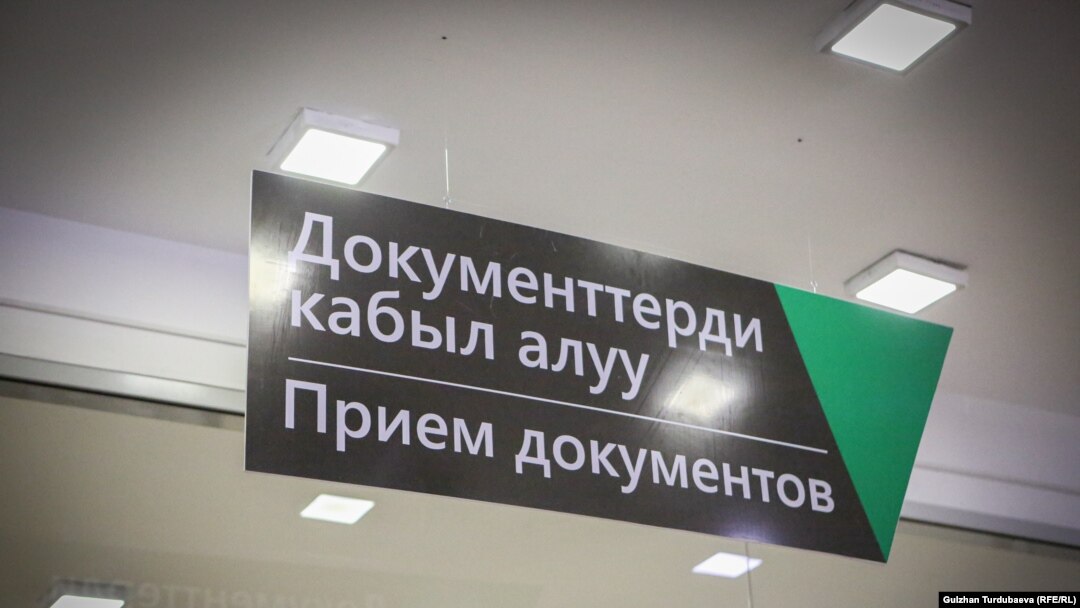 Документтерди
кабыл алуу
Прием документов
Gulzhan Turdubaeva (RFE/RL)